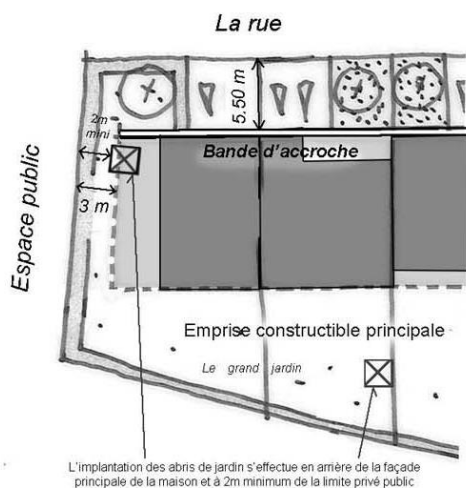 La rue
5.50 m
2m
mini
Bande d'accroche
3 m
Espace public
Emprise constructible principale
Le grand jardin
L'implantation des abris de jardin s'effectue en arrière de la façade
principale de la maison et à 2m minimum de la limite privé public